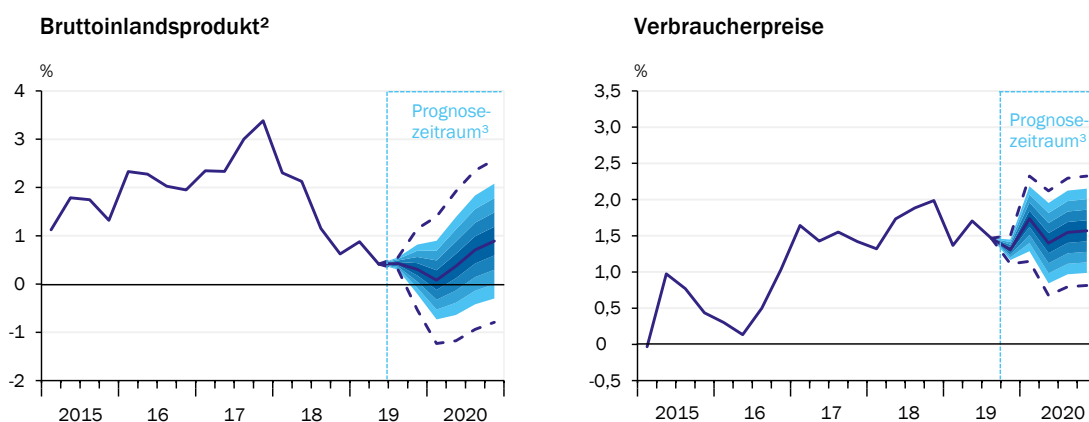 Bruttoinlandsprodukt²
%
4
3
2
1
0
-1
-2
Prognose-
zeitraum³
2015 16 17 18 19 2020
Verbraucherpreise
%
3,5
3,0
2,5
2,0
1,5
1,0
0,5
0
-0,5
Prognose-
zeitraum³
2015 16 17 18 19 2020